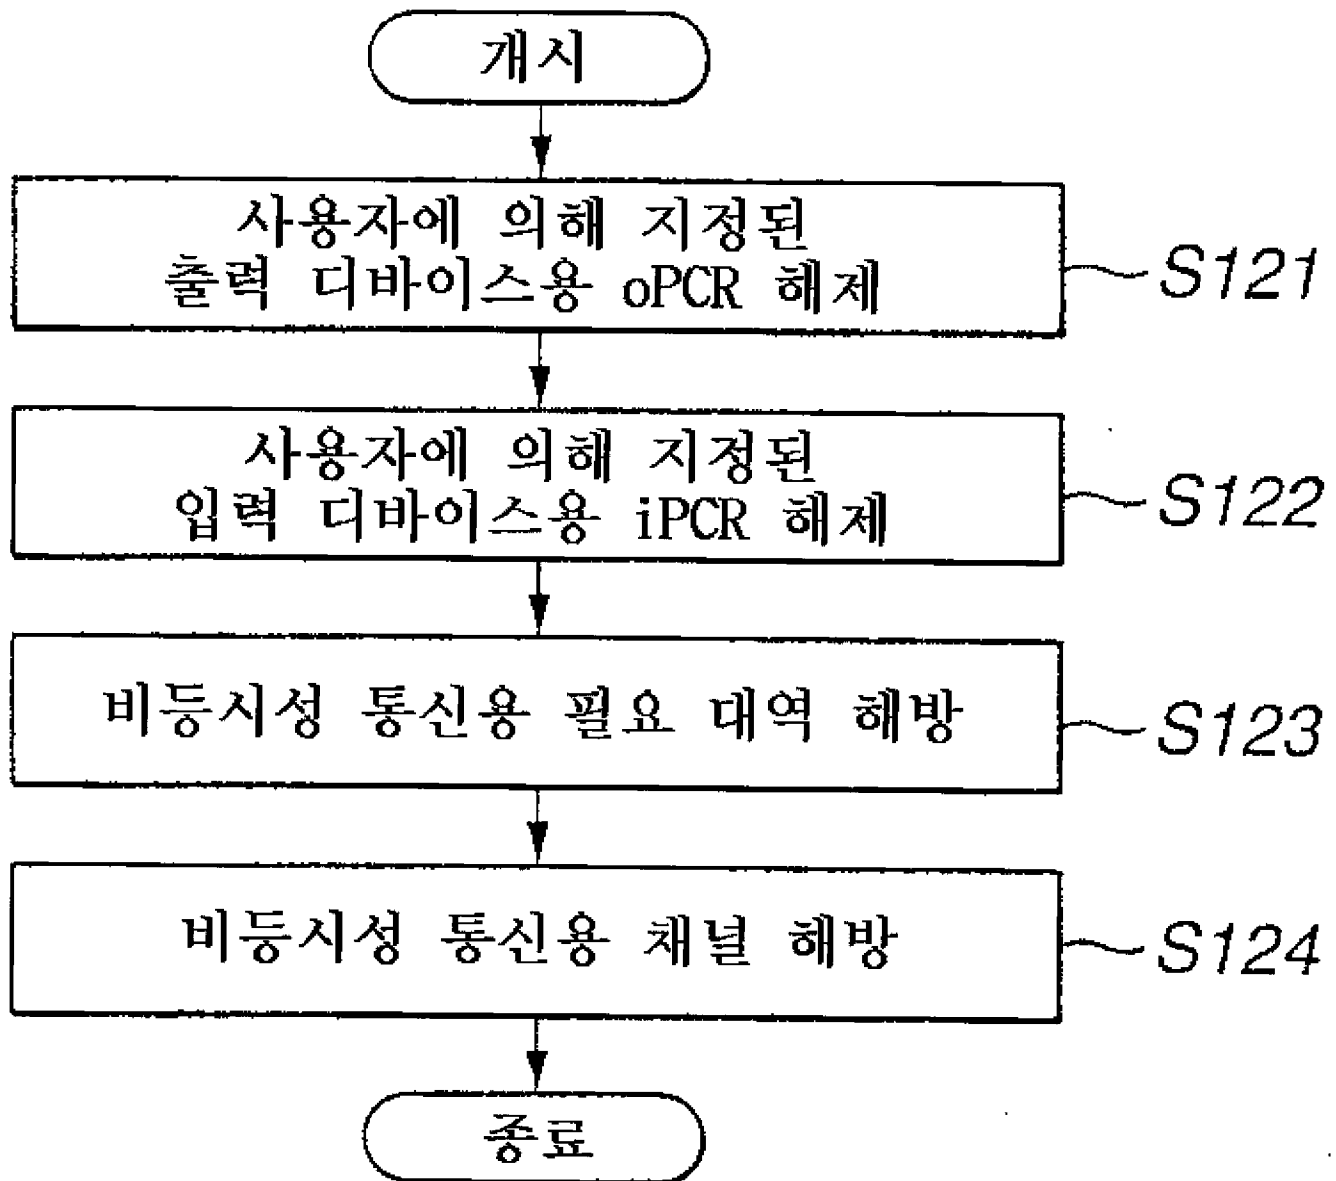 개시
사용자에 의해 지정된
출력 디바이스용 oPCR 해제
S121
사용자에 의해 지정된
입력 디바이스용 iPCR 해제
S122
비등시성 통신용 필요 대역 해방
S123
비등시성 통신용 채널 해방
S124
종료